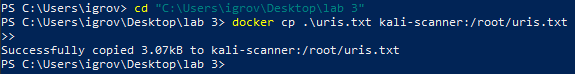 PS C:\Users\igrov> cd "C:\Users\igrov\Desktop\lab 3"
PS C:\Users\igrov\Desktop\lab 3> docker cp .\uris.txt kali-scanner:/root/uris.txt
>>
Successfully copied 3.07kB to kali-scanner:/root/uris.txt
PS C:\Users\igrov\Desktop\lab 3>